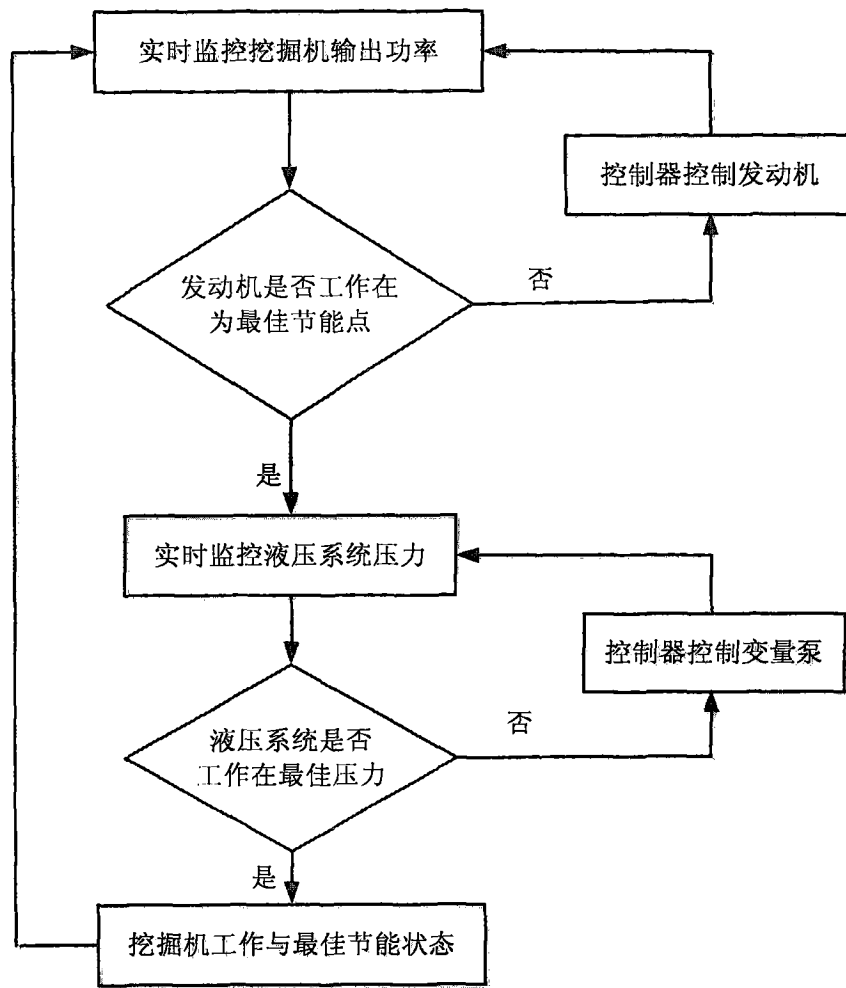 实时监控挖掘机输出功率
控制器控制发动机
发动机是否工作在
为最佳节能点
否
是
实时监控液压系统压力
控制器控制变量泵
液压系统是否
工作在最佳压力
否
是
挖掘机工作与最佳节能状态